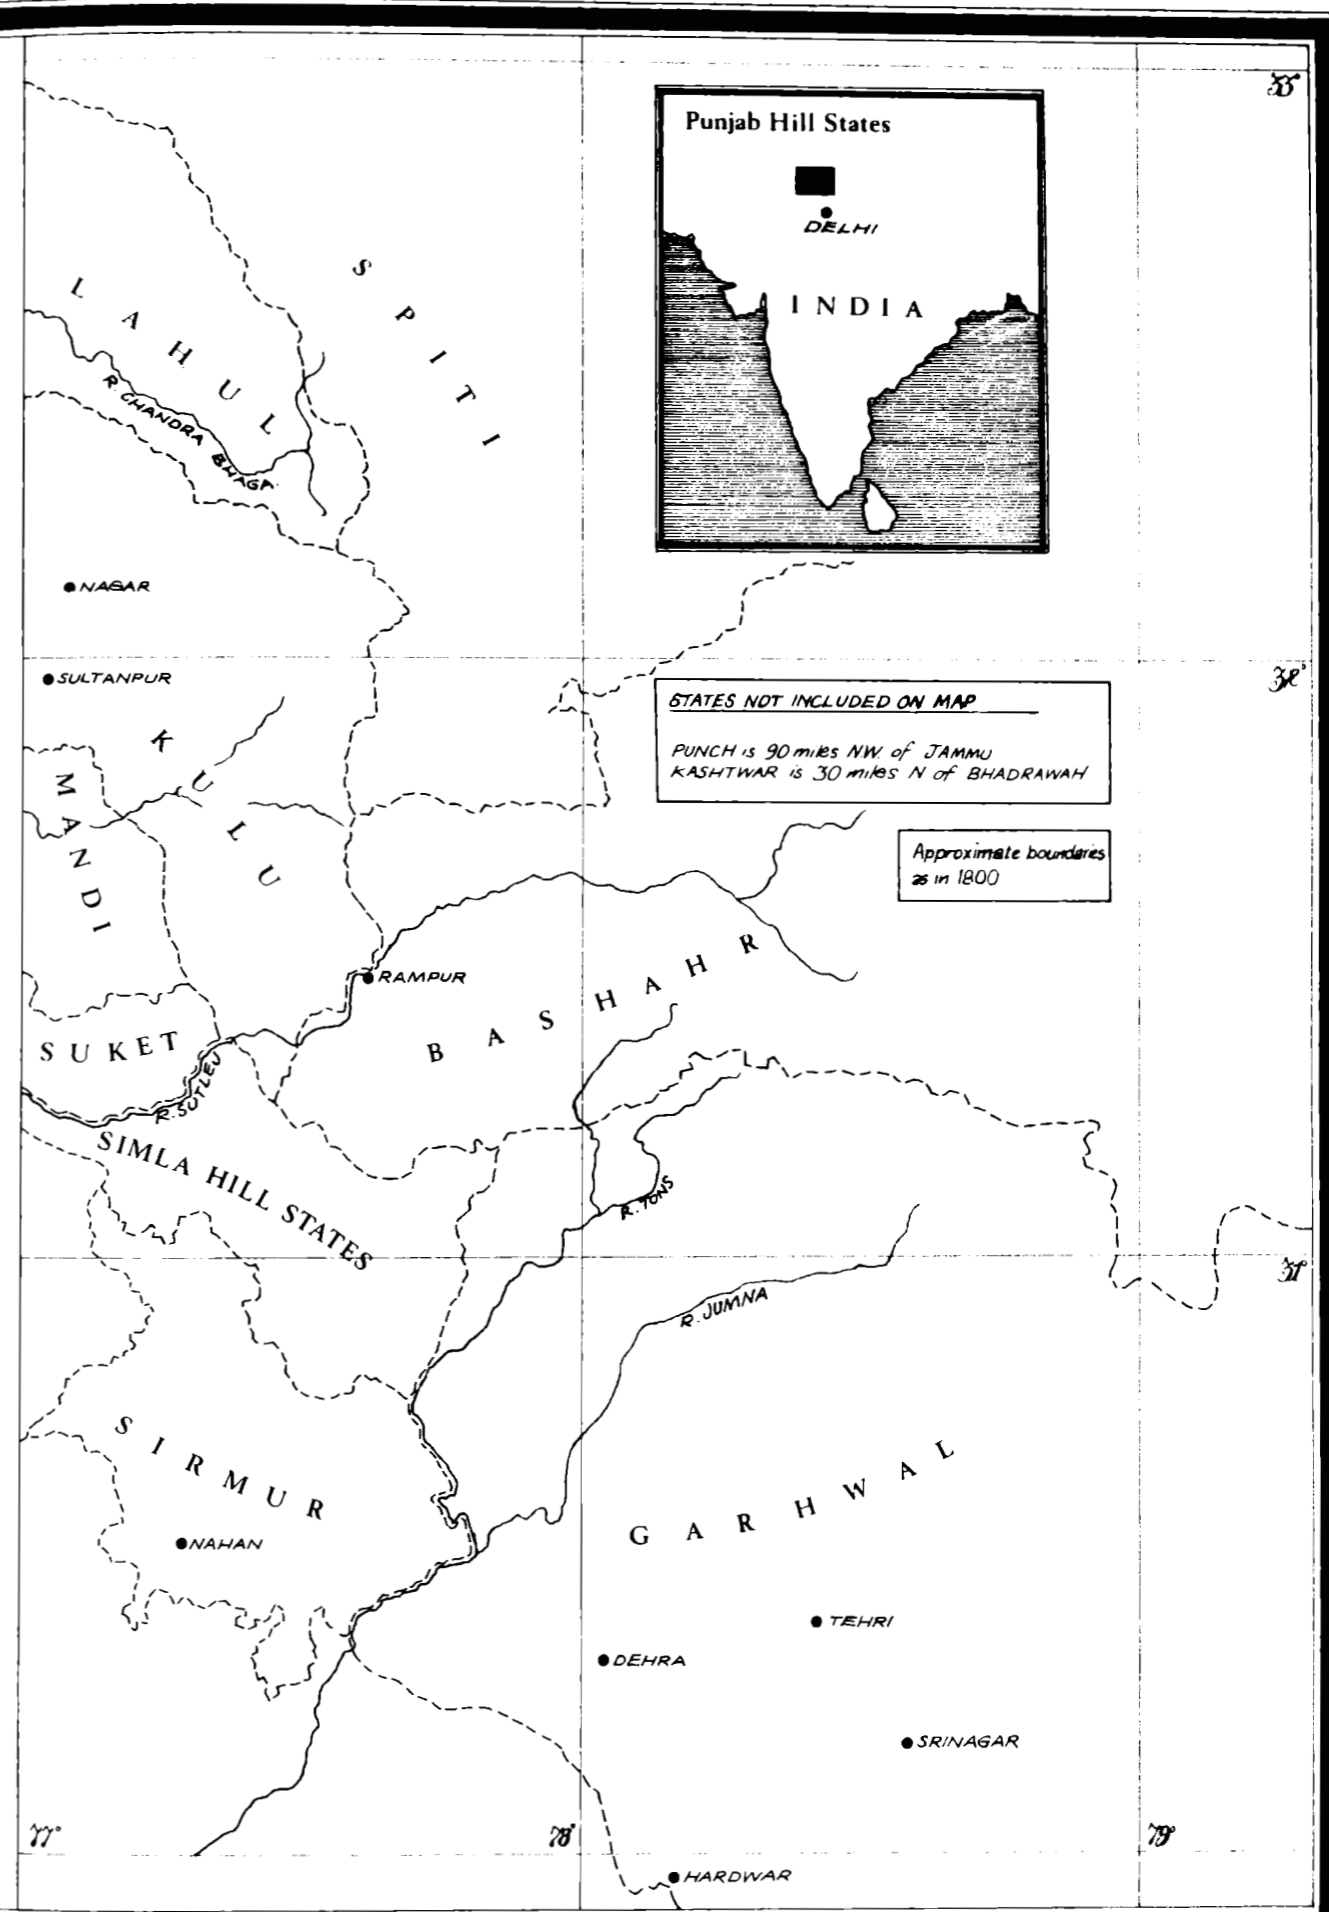 33°
Punjab Hill States
DELHI
INDIA
SPITI
LAHUL
R. CHANDRA BHAGA
NAGAR
32°
SULTANPUR
STATES NOT INCLUDED ON MAP
PUNCH is 90 miles NW. of JAMMU
KASHTWAR is 30 miles N of BHADRAWAH
KULU
MANDI
Approximate boundaries
as in 1800
RAMPUR
BASHAHR
SUKET
R. SUTLEJ
SIMLA HILL STATES
R. TONS
31°
R. JUMNA
SIRMUR
GARHWAL
NAHAN
TEHRI
DEHRA
SRINAGAR
77°
78°
79°
HARDWAR